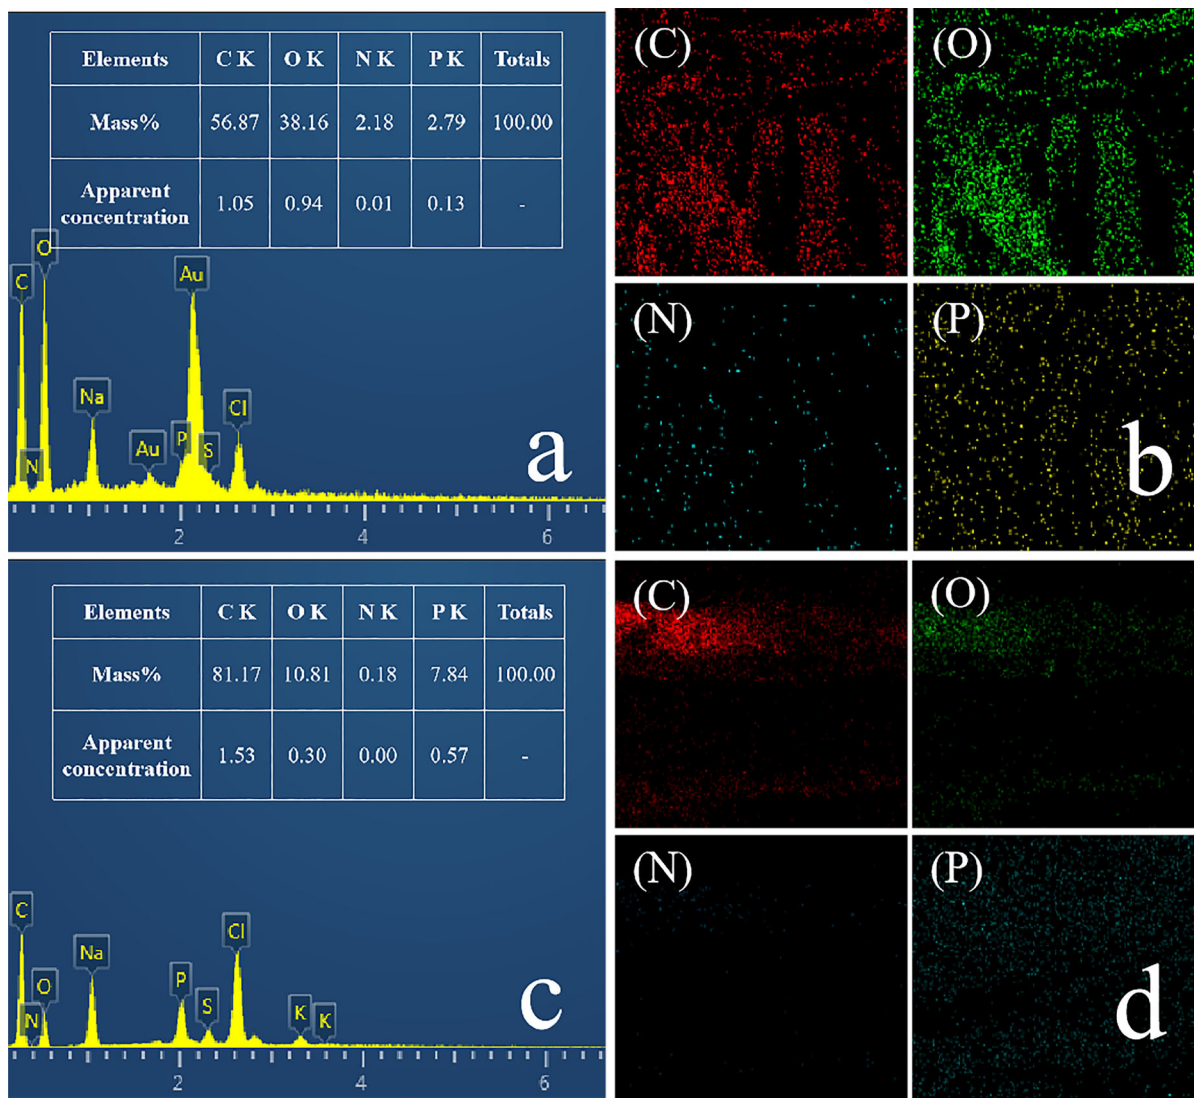 Elements C K O K N K P K Totals
Mass% 56.87 38.16 2.18 2.79 100.00
Apparent
concentration 1.05 0.94 0.01 0.13 -
C O N Na Au P Au S Cl
2 4 6
a
(C) (O)
(N) (P)
b
Elements C K O K N K P K Totals
Mass% 81.17 10.81 0.18 7.84 100.00
Apparent
concentration 1.53 0.30 0.00 0.57 -
C N O Na P S Cl K K
2 4 6
c
(C) (O)
(N) (P)
d